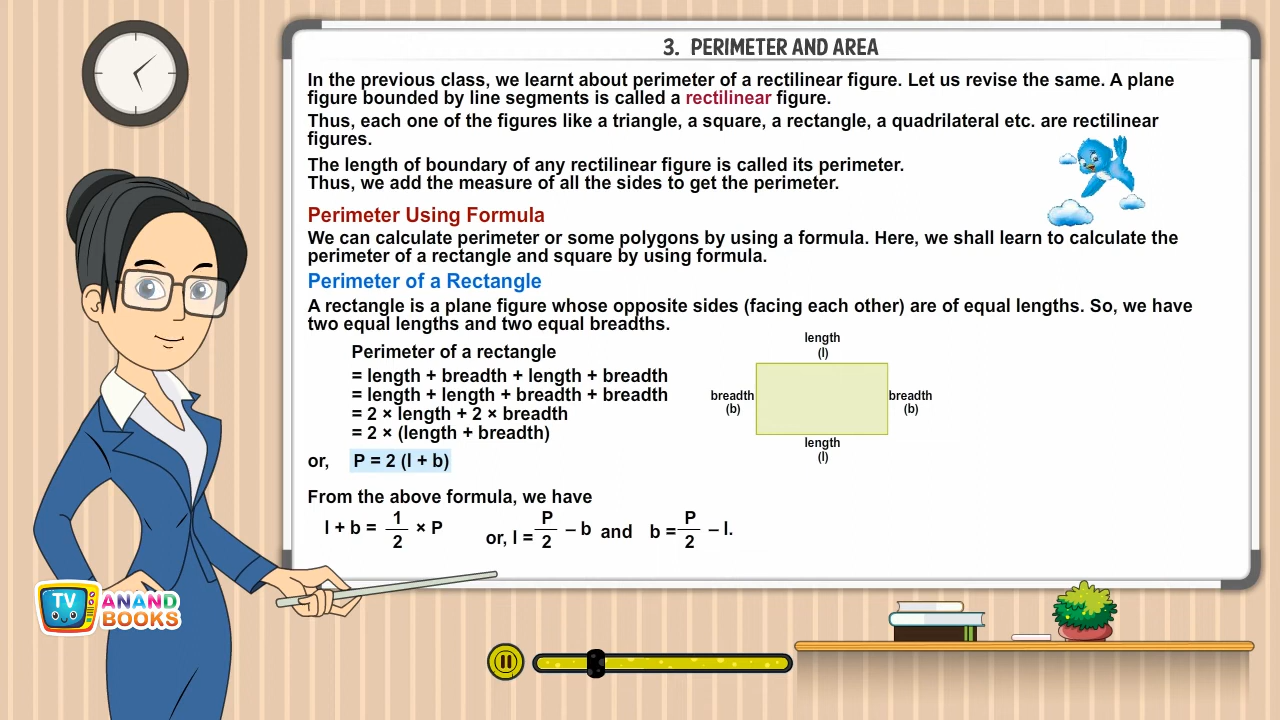 3. PERIMETER AND AREA
In the previous class, we learnt about perimeter of a rectilinear figure. Let us revise the same. A plane
figure bounded by line segments is called a rectilinear figure.
Thus, each one of the figures like a triangle, a square, a rectangle, a quadrilateral etc. are rectilinear
figures.
The length of boundary of any rectilinear figure is called its perimeter.
Thus, we add the measure of all the sides to get the perimeter.
Perimeter Using Formula
We can calculate perimeter or some polygons by using a formula. Here, we shall learn to calculate the
perimeter of a rectangle and square by using formula.
Perimeter of a Rectangle
A rectangle is a plane figure whose opposite sides (facing each other) are of equal lengths. So, we have
two equal lengths and two equal breadths.
Perimeter of a rectangle
= length + breadth + length + breadth
= length + length + breadth + breadth
= 2 × length + 2 × breadth
= 2 × (length + breadth)
or, P = 2 (l + b)
length
(l)
breadth
(b)
breadth
(b)
length
(l)
From the above formula, we have
l + b = 1/2 × P or, l = P/2 – b and b = P/2 – l.
TV ANAND
BOOKS